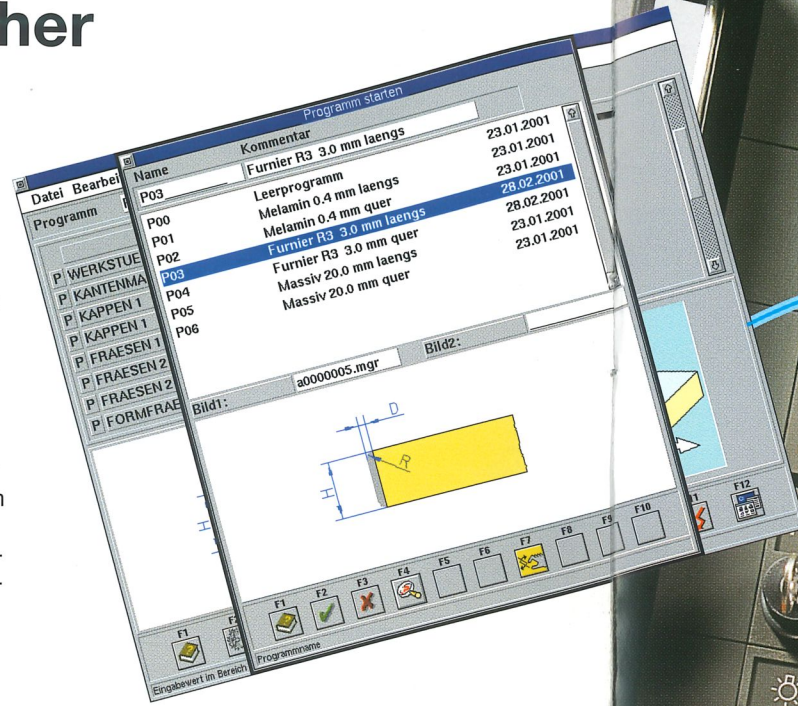 her
Programm starten
Name Kommentar
P03 Furnier R3 3.0 mm laengs
P00 Leerprogramm 23.01.2001
P01 Melamin 0.4 mm laengs 23.01.2001
P02 Melamin 0.4 mm quer 23.01.2001
P03 Furnier R3 3.0 mm laengs 28.02.2001
P04 Furnier R3 3.0 mm quer 28.02.2001
P05 Massiv 20.0 mm laengs 23.01.2001
P06 Massiv 20.0 mm quer 23.01.2001
Bild1: a0000005.mgr Bild2:
D
R
H
F1 F2 F3 F4 F5 F6 F7 F8 F9 F10
Programmname
Datei Bearbei
Programm
P WERKSTUE
P KANTENMA
P KAPPEN 1
P KAPPEN 1
P FRAESEN 1
P FRAESEN 2
P FRAESEN 2
P FORMFRAE
H
F1 F12
Eingabewert im Bereich
n